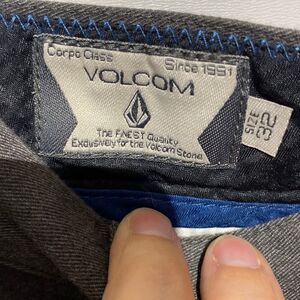 Corpo Class Since 1991
VOLCOM
The FINEST Quality
Exclusively for the Volcom Stone
SIZE 32